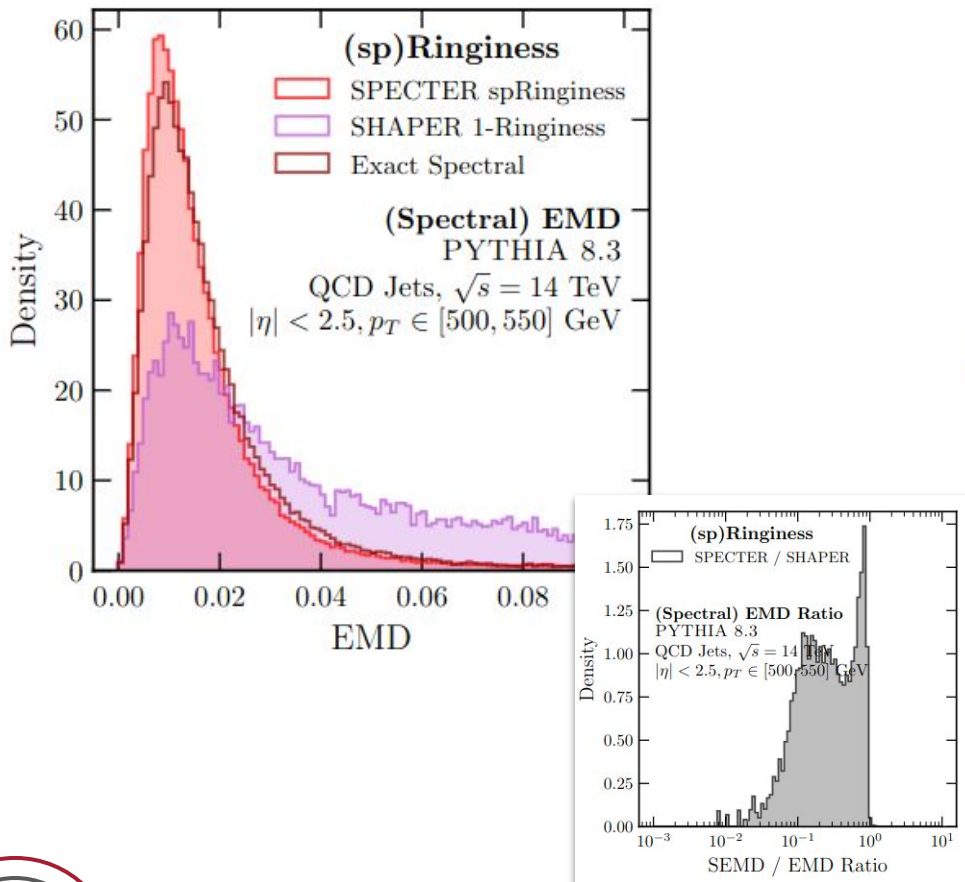 (sp)Ringiness
SPECTER spRinginess
SHAPER 1-Ringiness
Exact Spectral
(Spectral) EMD
PYTHIA 8.3
QCD Jets, √s = 14 TeV
|η| < 2.5, p_T ∈ [500, 550] GeV
Density
60
50
40
30
20
10
0
0.00 0.02 0.04 0.06 0.08
EMD
(sp)Ringiness
SPECTER / SHAPER
(Spectral) EMD Ratio
PYTHIA 8.3
QCD Jets, √s = 14 TeV
|η| < 2.5, p_T ∈ [500, 550] GeV
Density
1.75
1.50
1.25
1.00
0.75
0.50
0.25
0.00
10⁻³ 10⁻² 10⁻¹ 10⁰ 10¹
SEMD / EMD Ratio